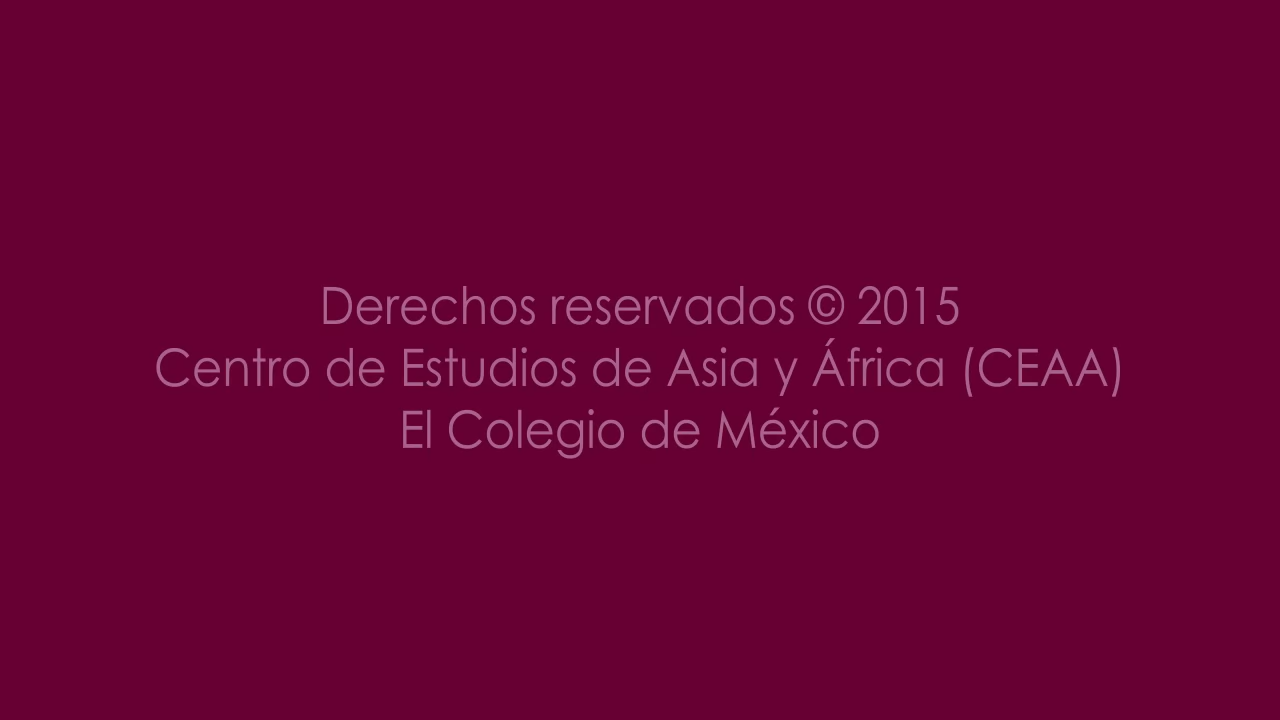 Derechos reservados © 2015
Centro de Estudios de Asia y África (CEAA)
El Colegio de México